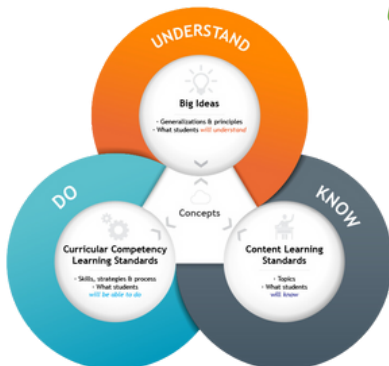 UNDERSTAND
Big Ideas
- Generalizations & principles
- What students will understand
DO
KNOW
Concepts
Curricular Competency
Learning Standards
- Skills, strategies & process
- What students
will be able to do
Content Learning
Standards
- Topics
- What students
will know